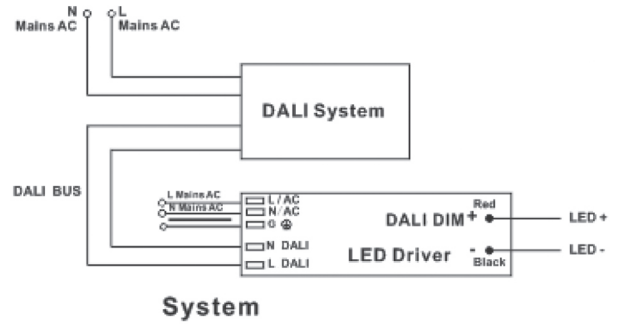 N L
Mains AC Mains AC
DALI System
DALI BUS
L Mains AC
N Mains AC
L/AC
N/AC
G
N DALI
L DALI
Red
DALI DIM +
LED Driver -
Black
LED +
LED -
System